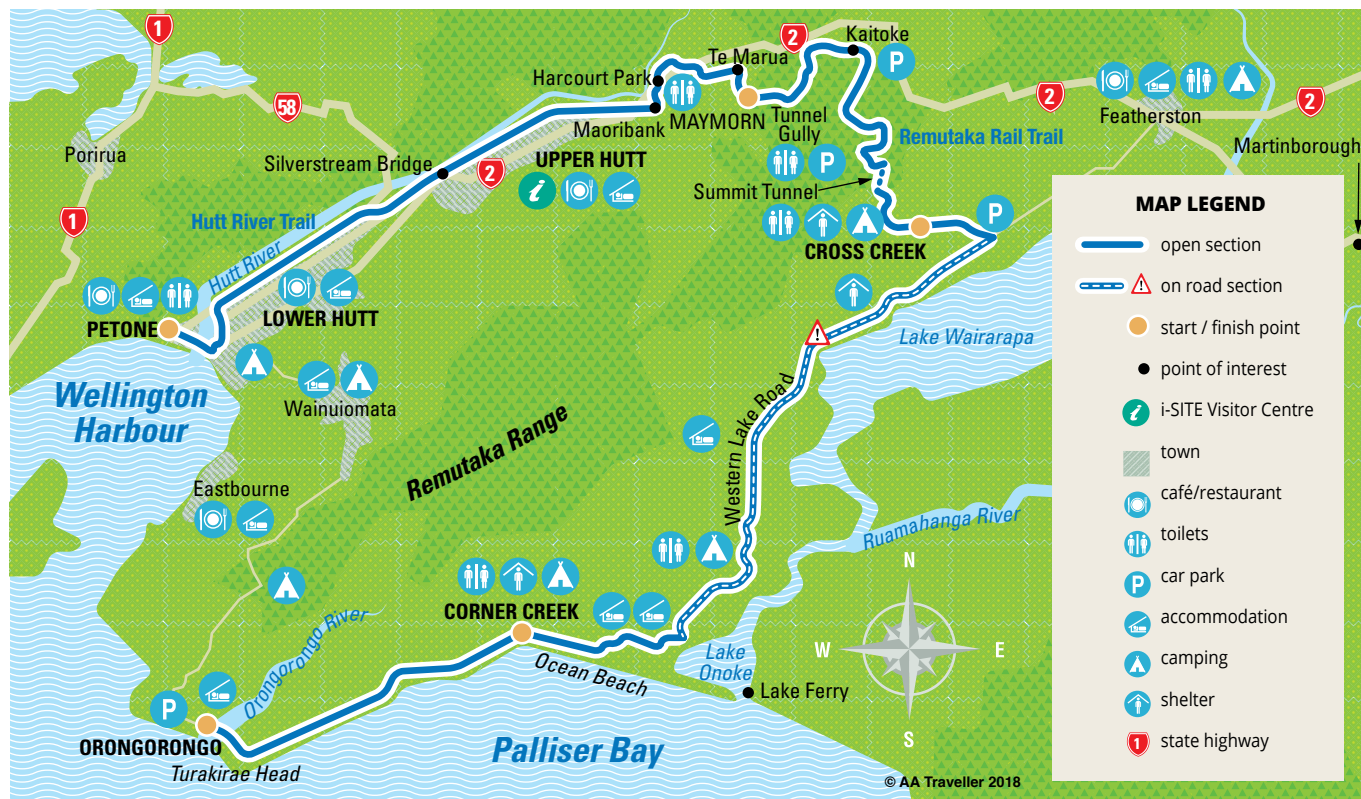 1
2
Kaitoke
Te Marua
P
Harcourt Park
58
MAYMORN
Maoribank
Tunnel
Gully
Remutaka Rail Trail
2
Featherston
2
Martinborough
Porirua
Silverstream Bridge
2
UPPER HUTT
i
P
Summit Tunnel
1
Hutt River Trail
Hutt River
P
CROSS CREEK
PETONE
LOWER HUTT
!
Lake Wairarapa
Wellington
Harbour
Wainuiomata
Remutaka Range
Western Lake Road
Eastbourne
Ruamahanga River
CORNER CREEK
Orongorongo River
Ocean Beach
Lake
Onoke
Lake Ferry
P
ORONGORONGO
Turakirae Head
Palliser Bay
N
W
E
S
© AA Traveller 2018
MAP LEGEND
open section
! on road section
start / finish point
point of interest
i i-SITE Visitor Centre
town
café/restaurant
toilets
P car park
accommodation
camping
shelter
1 state highway